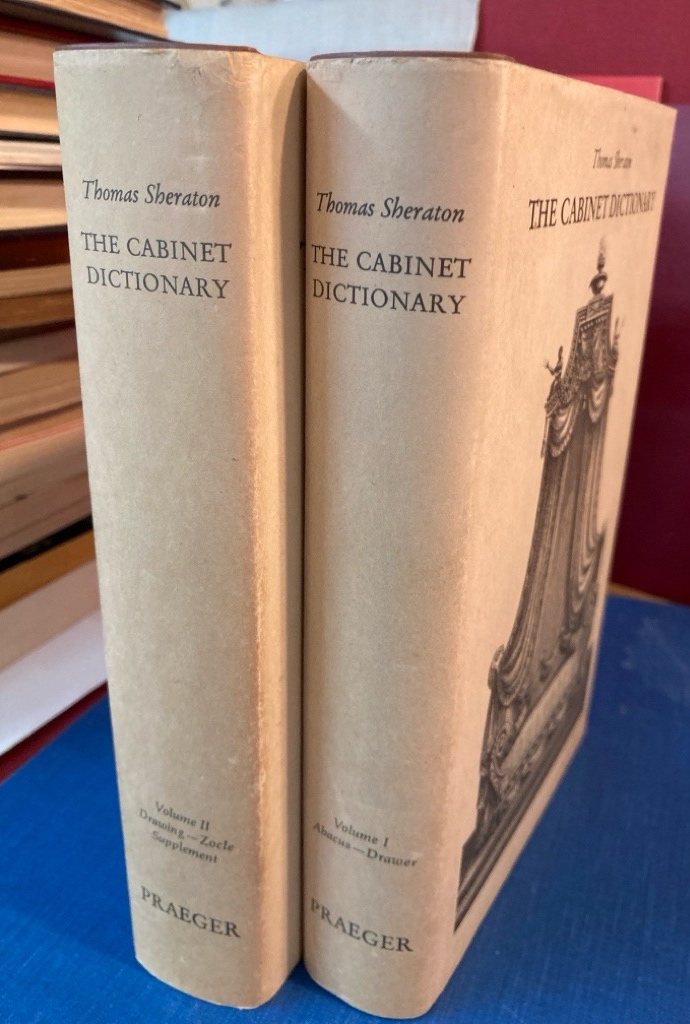 Thomas Sheraton
THE CABINET
DICTIONARY
Volume II
Drawing—Zocle
Supplement
PRAEGER
Thomas Sheraton
THE CABINET
DICTIONARY
Volume I
Abacus—Drawer
PRAEGER
Thomas Sheraton
THE CABINET DICTIONARY